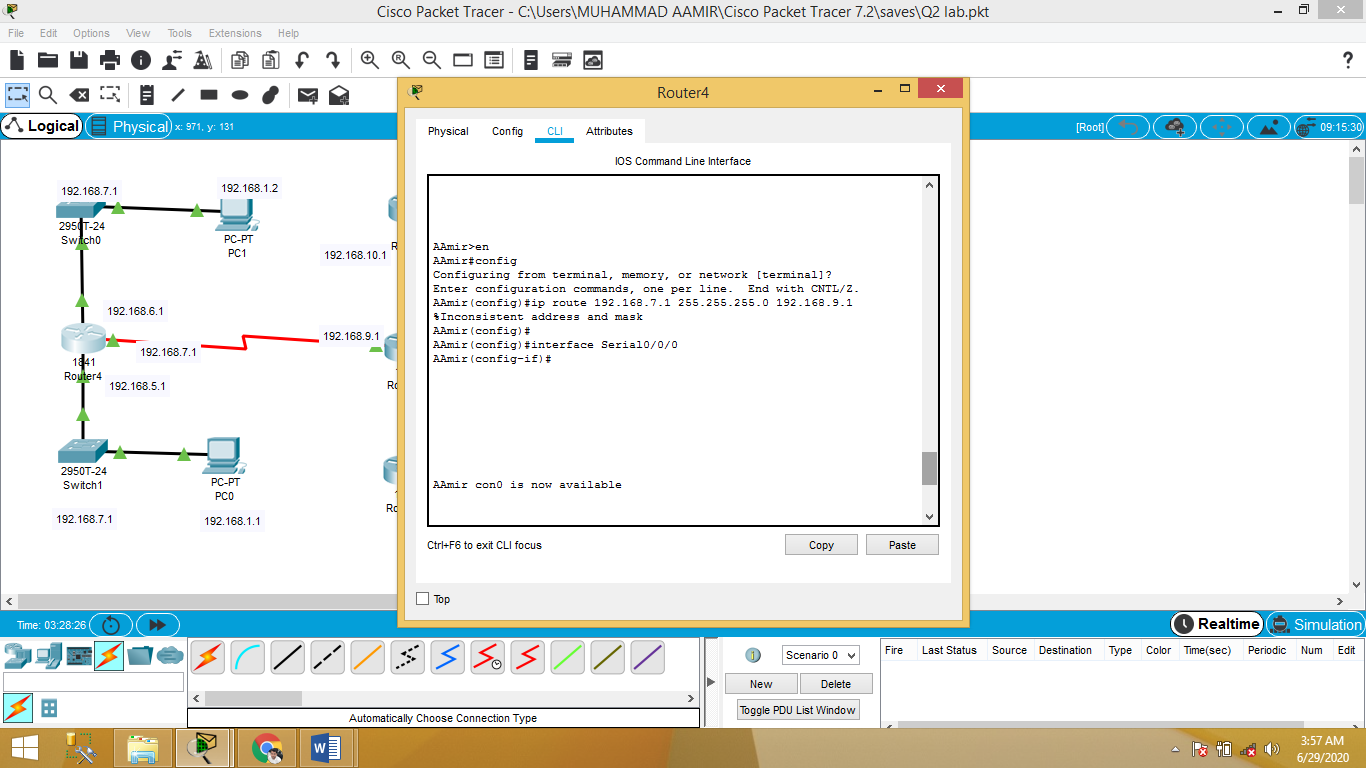 Cisco Packet Tracer - C:\Users\MUHAMMAD AAMIR\Cisco Packet Tracer 7.2\saves\Q2 lab.pkt
File Edit Options View Tools Extensions Help
Logical
Physical
x: 971, y: 131
[Root]
09:15:30
192.168.7.1
192.168.1.2
2950T-24
Switch0
PC-PT
PC1
192.168.10.1
192.168.6.1
192.168.9.1
192.168.7.1
1841
Router4
192.168.5.1
2950T-24
Switch1
PC-PT
PC0
192.168.7.1
192.168.1.1
Router4
Physical Config CLI Attributes
IOS Command Line Interface
AAmir>en
AAmir#config
Configuring from terminal, memory, or network [terminal]?
Enter configuration commands, one per line.  End with CNTL/Z.
AAmir(config)#ip route 192.168.7.1 255.255.255.0 192.168.9.1
%Inconsistent address and mask
AAmir(config)#
AAmir(config)#interface Serial0/0/0
AAmir(config-if)#
AAmir con0 is now available
Ctrl+F6 to exit CLI focus
Copy
Paste
Top
Time: 03:28:26
Realtime
Simulation
Scenario 0
New
Delete
Toggle PDU List Window
Fire Last Status Source Destination Type Color Time(sec) Periodic Num Edit
Automatically Choose Connection Type
3:57 AM
6/29/2020